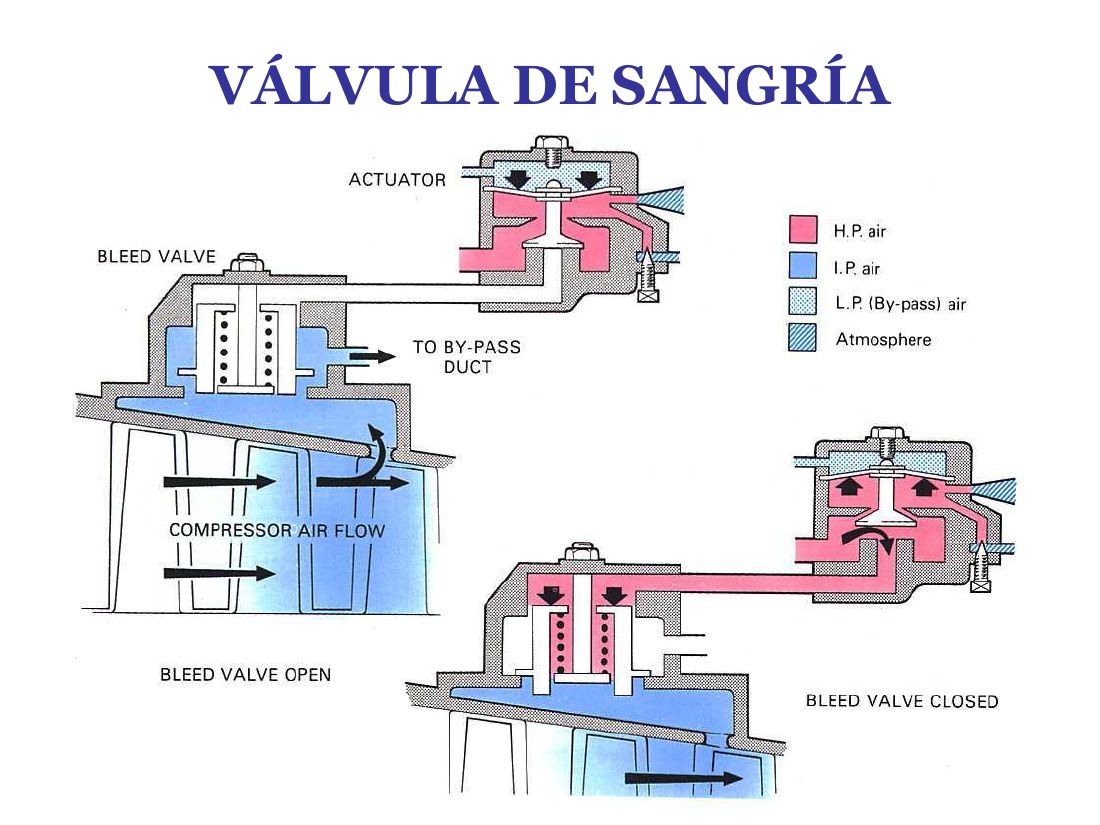 VÁLVULA DE SANGRÍA
ACTUATOR
BLEED VALVE
H.P. air
I.P. air
L.P. (By-pass) air
Atmosphere
TO BY-PASS
DUCT
COMPRESSOR AIR FLOW
BLEED VALVE OPEN
BLEED VALVE CLOSED